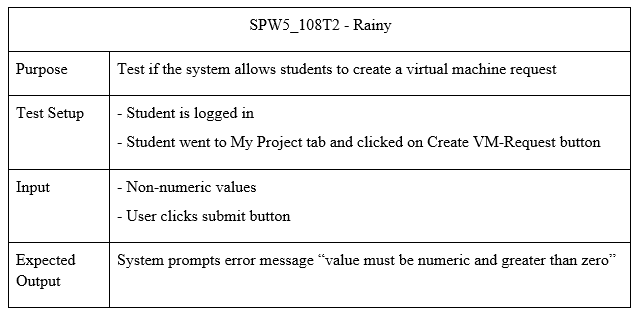 SPW5_108T2 - Rainy
Purpose
Test if the system allows students to create a virtual machine request
Test Setup
- Student is logged in
- Student went to My Project tab and clicked on Create VM-Request button
Input
- Non-numeric values
- User clicks submit button
Expected
Output
System prompts error message “value must be numeric and greater than zero”